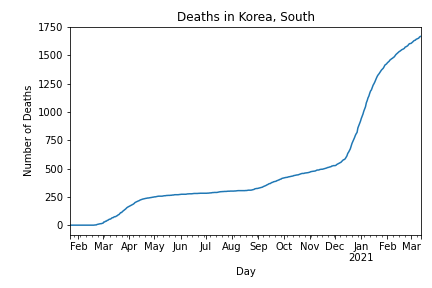 Deaths in Korea, South
Number of Deaths
1750
1500
1250
1000
750
500
250
0
Feb Mar Apr May Jun Jul Aug Sep Oct Nov Dec Jan Feb Mar
2021
Day